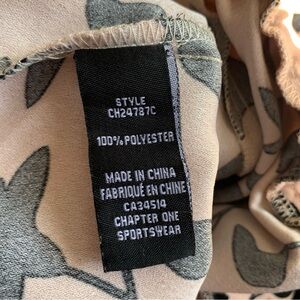 STYLE
CH24787C
100% POLYESTER
MADE IN CHINA
FABRIQUÉ EN CHINE
CA34514
CHAPTER ONE
SPORTSWEAR